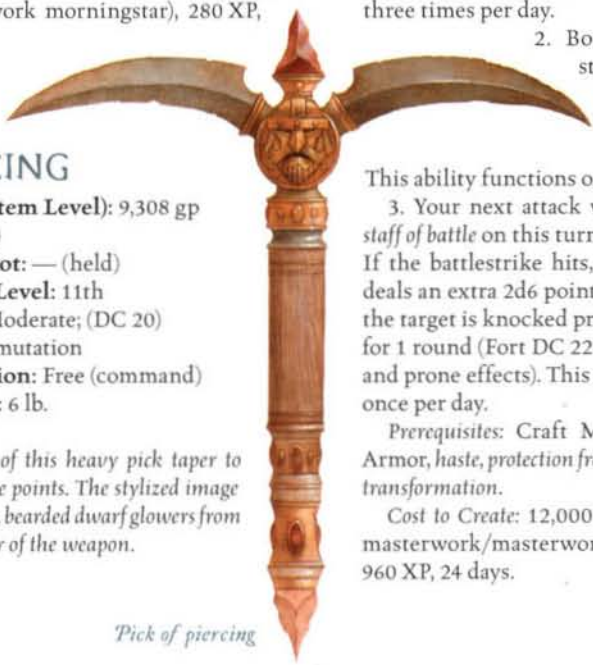 work morningstar), 280 XP,
CING
tem Level): 9,308 gp
ot: — (held)
Level: 11th
Moderate; (DC 20)
mutation
ion: Free (command)
: 6 lb.
of this heavy pick taper to
e points. The stylized image
bearded dwarf glowers from
r of the weapon.
Pick of piercing
three times per day.
2. Bo
st
This ability functions o
3. Your next attack w
staff of battle on this turn
If the battlestrike hits,
deals an extra 2d6 point
the target is knocked pr
for 1 round (Fort DC 22
and prone effects). This
once per day.
Prerequisites: Craft M
Armor, haste, protection fr
transformation.
Cost to Create: 12,000
masterwork/masterwor
960 XP, 24 days.